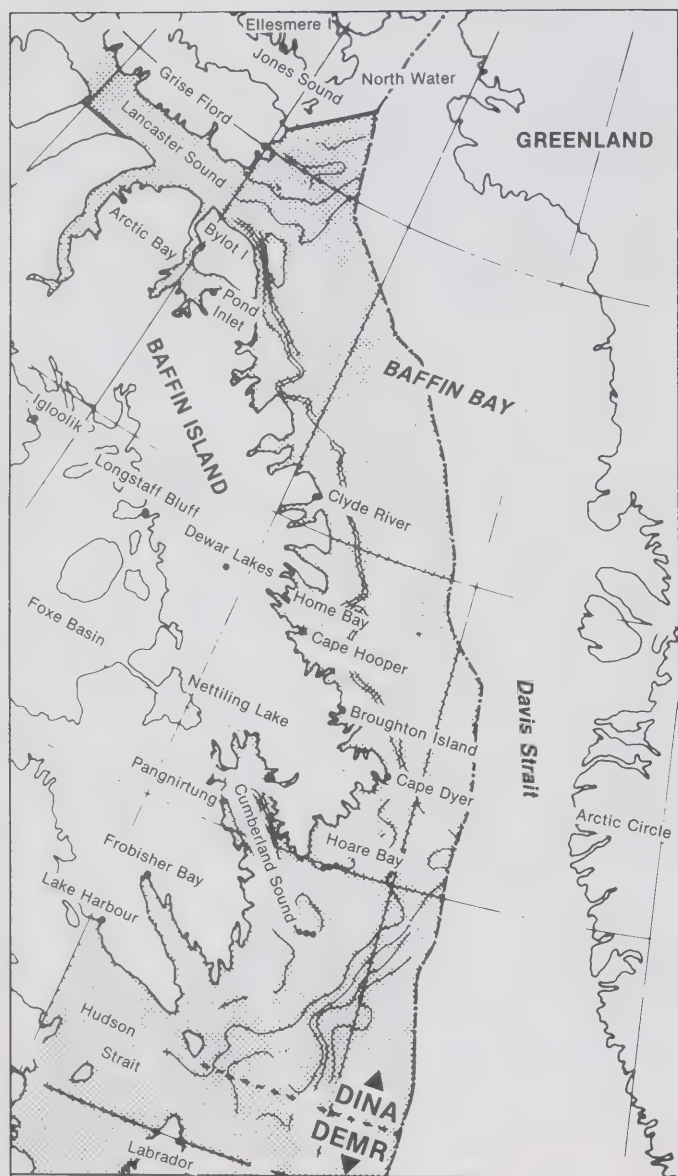 Ellesmere I
Jones Sound
North Water
Grise Fiord
GREENLAND
Lancaster Sound
Arctic Bay
Bylot I
Pond
Inlet
BAFFIN BAY
BAFFIN ISLAND
Igloolik
Longstaff Bluff
Clyde River
Dewar Lakes
Home Bay
Foxe Basin
Cape Hooper
Nettiling Lake
Broughton Island
Davis Strait
Pangnirtung
Cape Dyer
Cumberland Sound
Arctic Circle
Hoare Bay
Frobisher Bay
Lake Harbour
Hudson
Strait
DINA
DEMR
Labrador